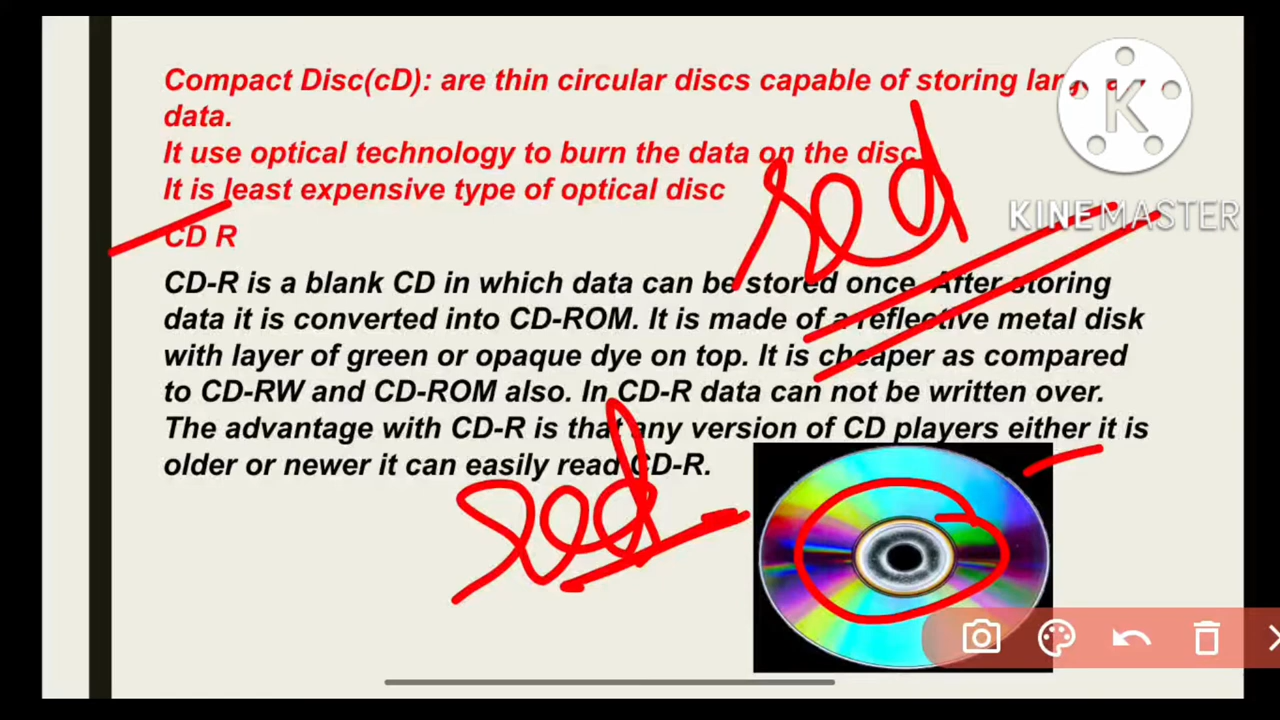 Compact Disc(cD): are thin circular discs capable of storing large
data.
It use optical technology to burn the data on the disc
It is least expensive type of optical disc
CD R
CD-R is a blank CD in which data can be stored once. After storing
data it is converted into CD-ROM. It is made of a reflective metal disk
with layer of green or opaque dye on top. It is cheaper as compared
to CD-RW and CD-ROM also. In CD-R data can not be written over.
The advantage with CD-R is that any version of CD players either it is
older or newer it can easily read CD-R.
sed
red
K
KINEMASTER